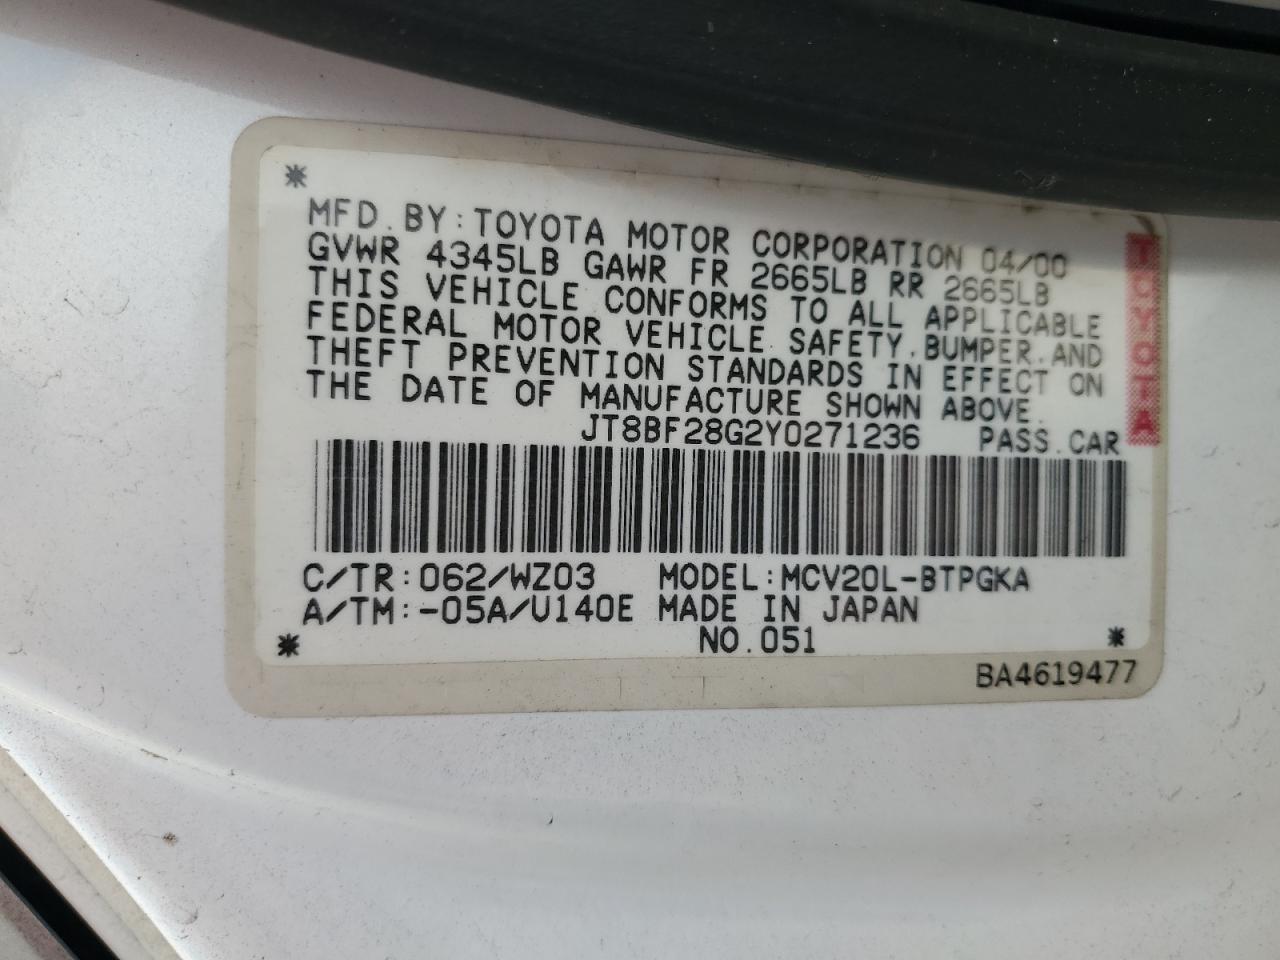 MFD.BY:TOYOTA MOTOR CORPORATION 04/00
GVWR 4345LB GAWR FR 2665LB RR 2665LB
THIS VEHICLE CONFORMS TO ALL APPLICABLE
FEDERAL MOTOR VEHICLE SAFETY,BUMPER,AND
THEFT PREVENTION STANDARDS IN EFFECT ON
THE DATE OF MANUFACTURE SHOWN ABOVE.
JT8BF28G2Y0271236 PASS.CAR
TOYOTA
C/TR:062/WZ03 MODEL:MCV20L-BTPGKA
A/TM:-05A/U140E MADE IN JAPAN
NO.051
BA4619477